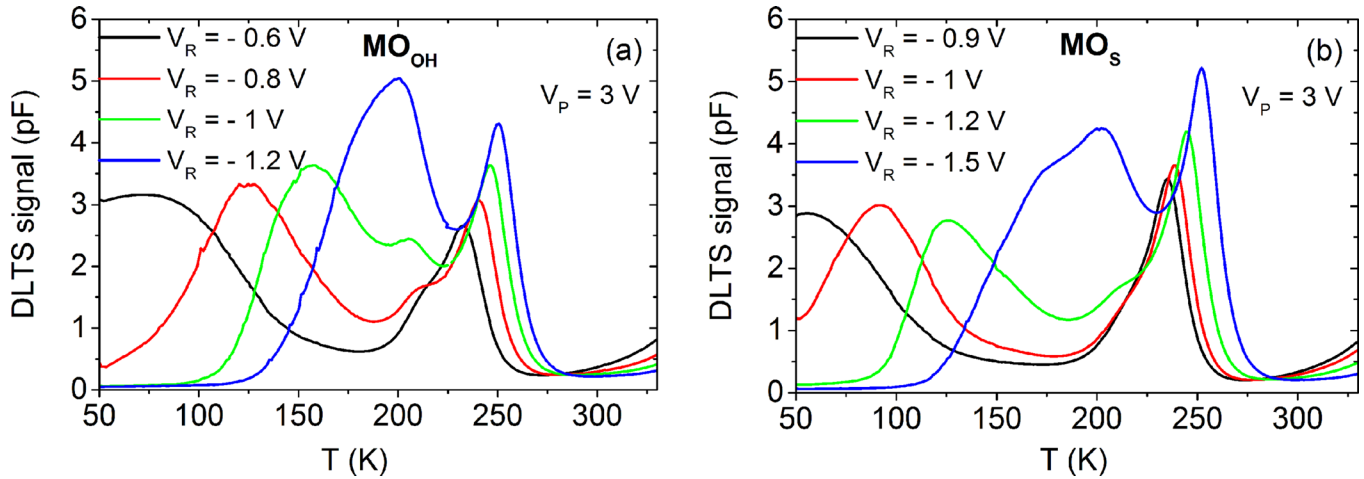 6
5
4
3
2
1
0
DLTS signal (pF)
V_R = - 0.6 V
V_R = - 0.8 V
V_R = - 1 V
V_R = - 1.2 V
MO_OH
(a)
V_P = 3 V
50 100 150 200 250 300
T (K)
6
5
4
3
2
1
0
DLTS signal (pF)
V_R = - 0.9 V
V_R = - 1 V
V_R = - 1.2 V
V_R = - 1.5 V
MO_S
(b)
V_P = 3 V
50 100 150 200 250 300
T (K)